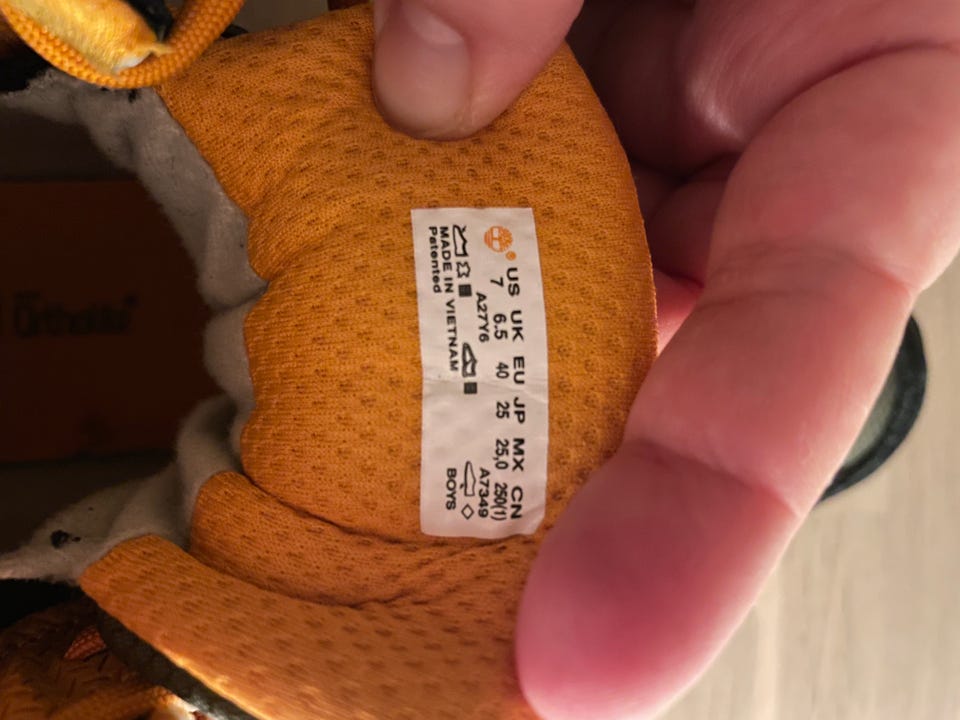 US UK EU JP MX CN
7 6.5 40 25 25,0 250(1)
A27Y6 A7349
MADE IN VIETNAM BOYS
Patented
Ortholite®